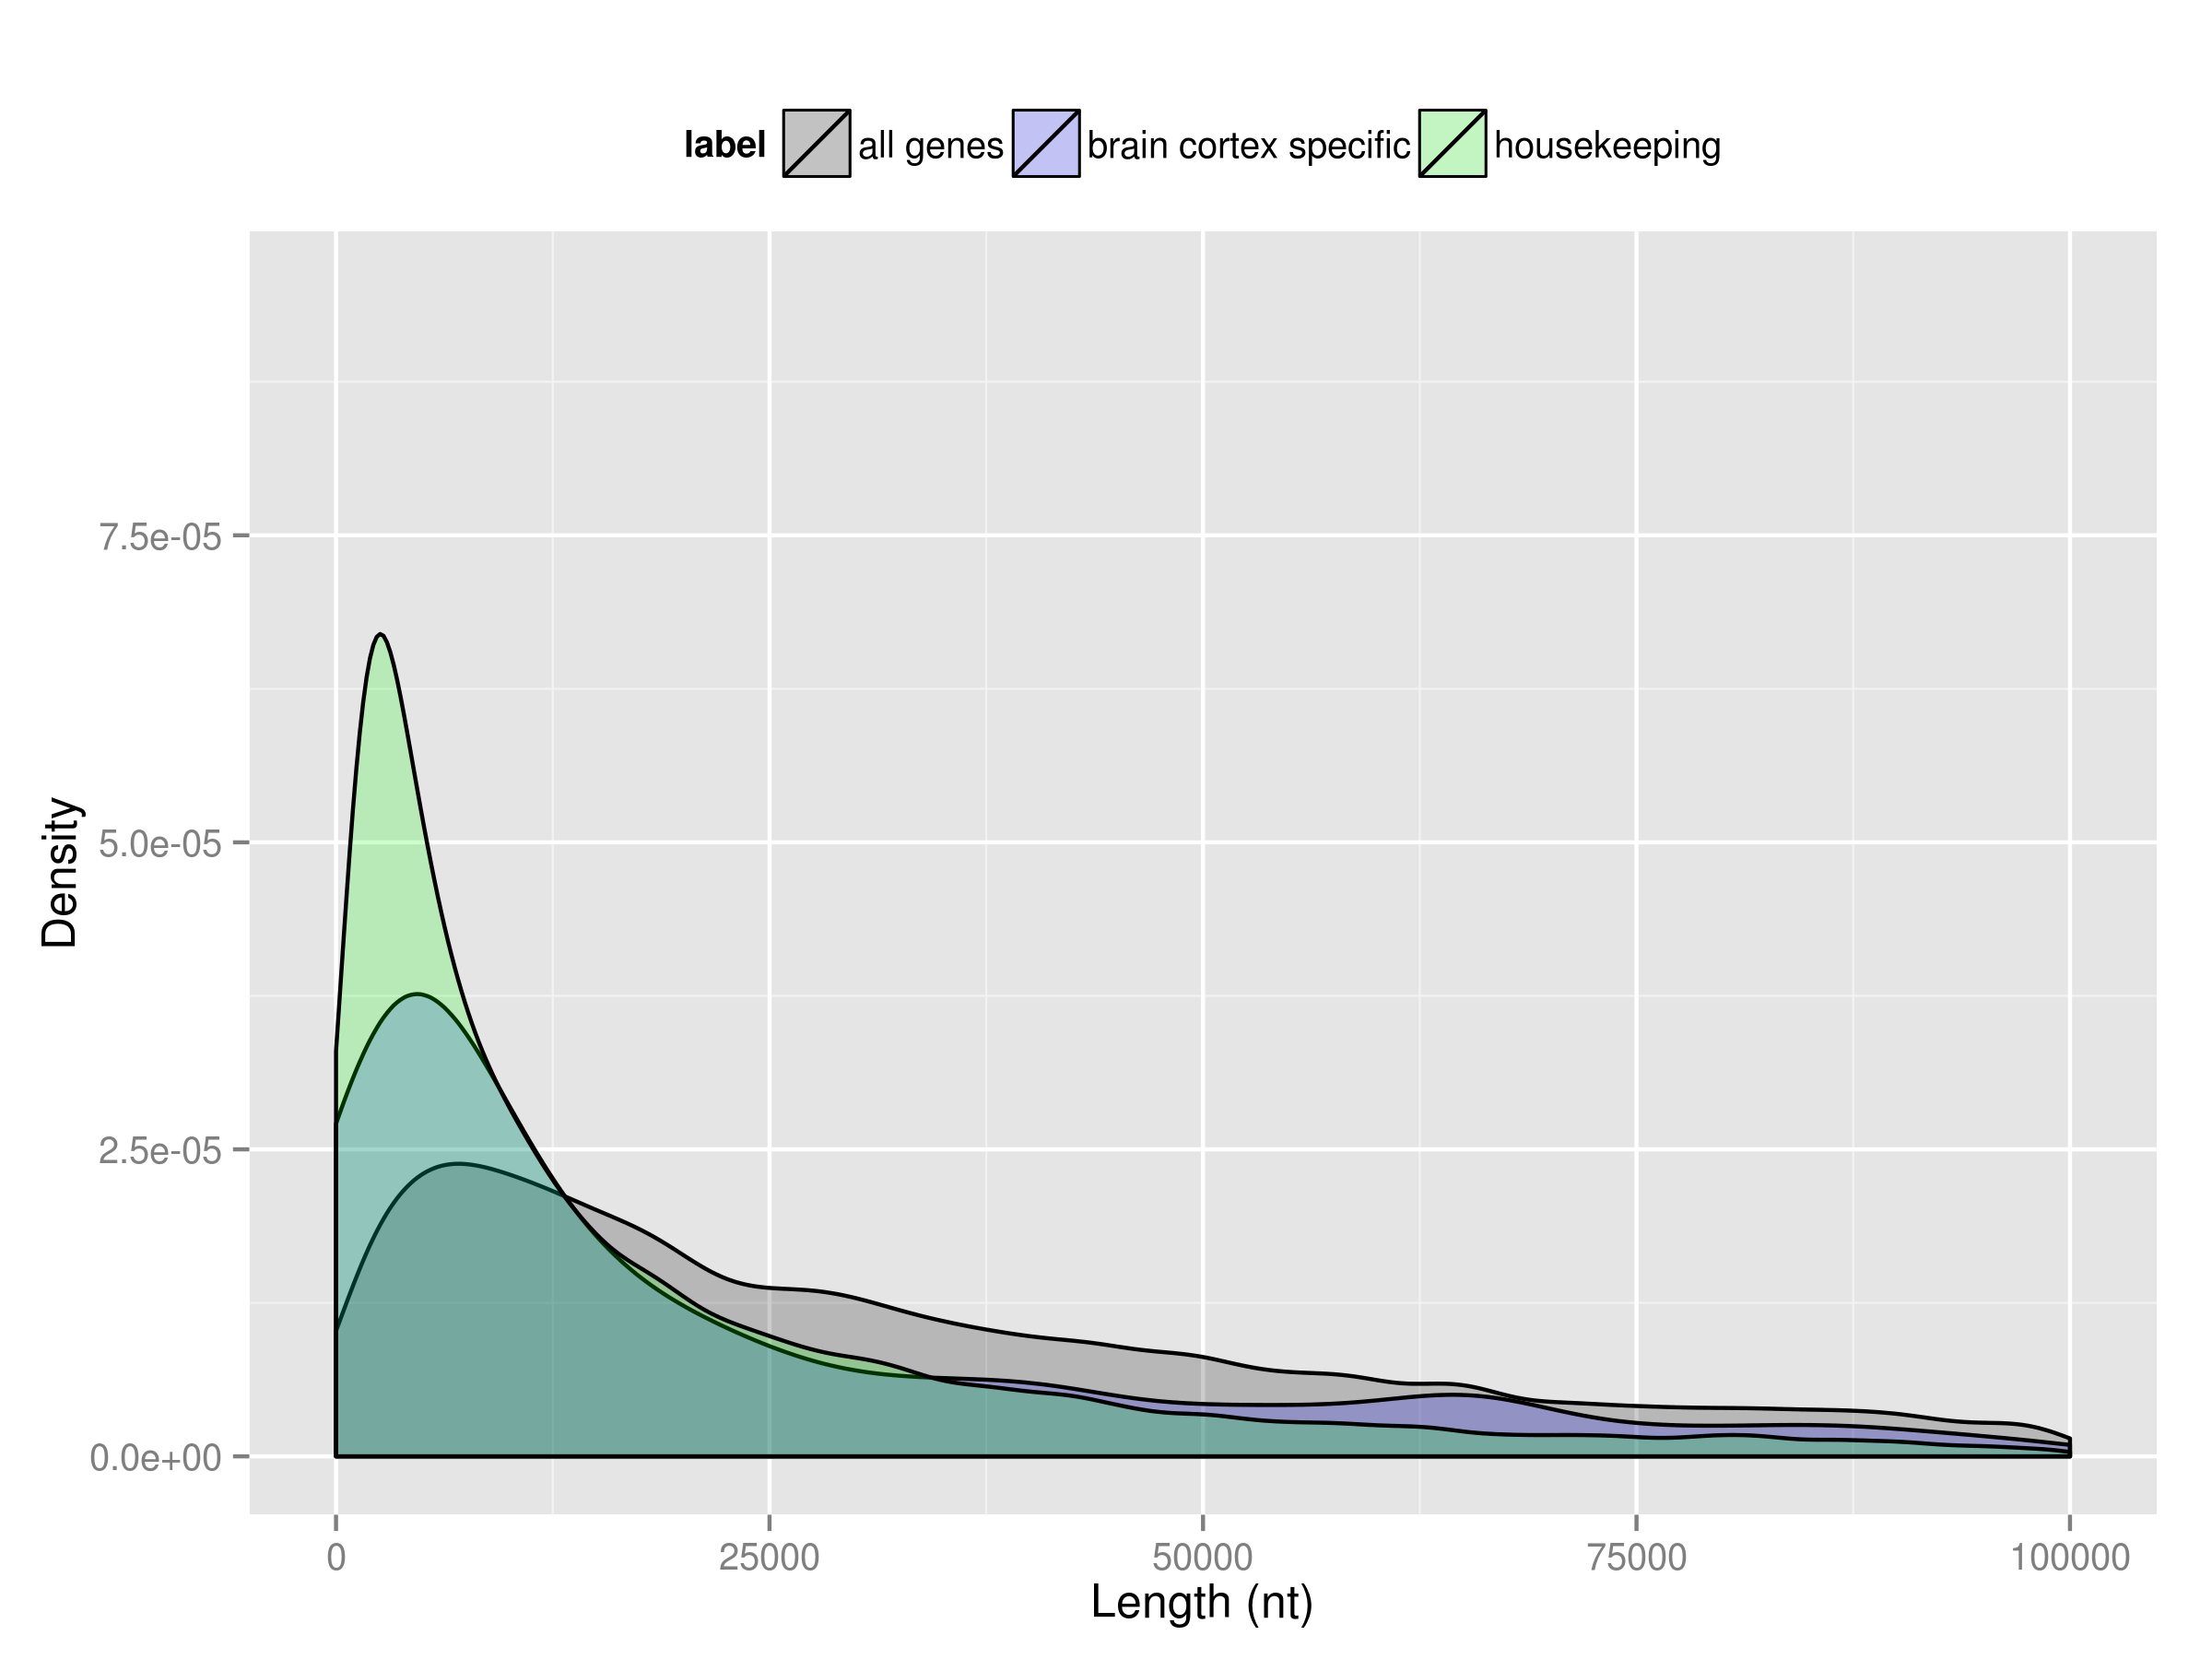 label all genes brain cortex specific housekeeping
7.5e-05
5.0e-05
2.5e-05
0.0e+00
Density
0 25000 50000 75000 100000
Length (nt)